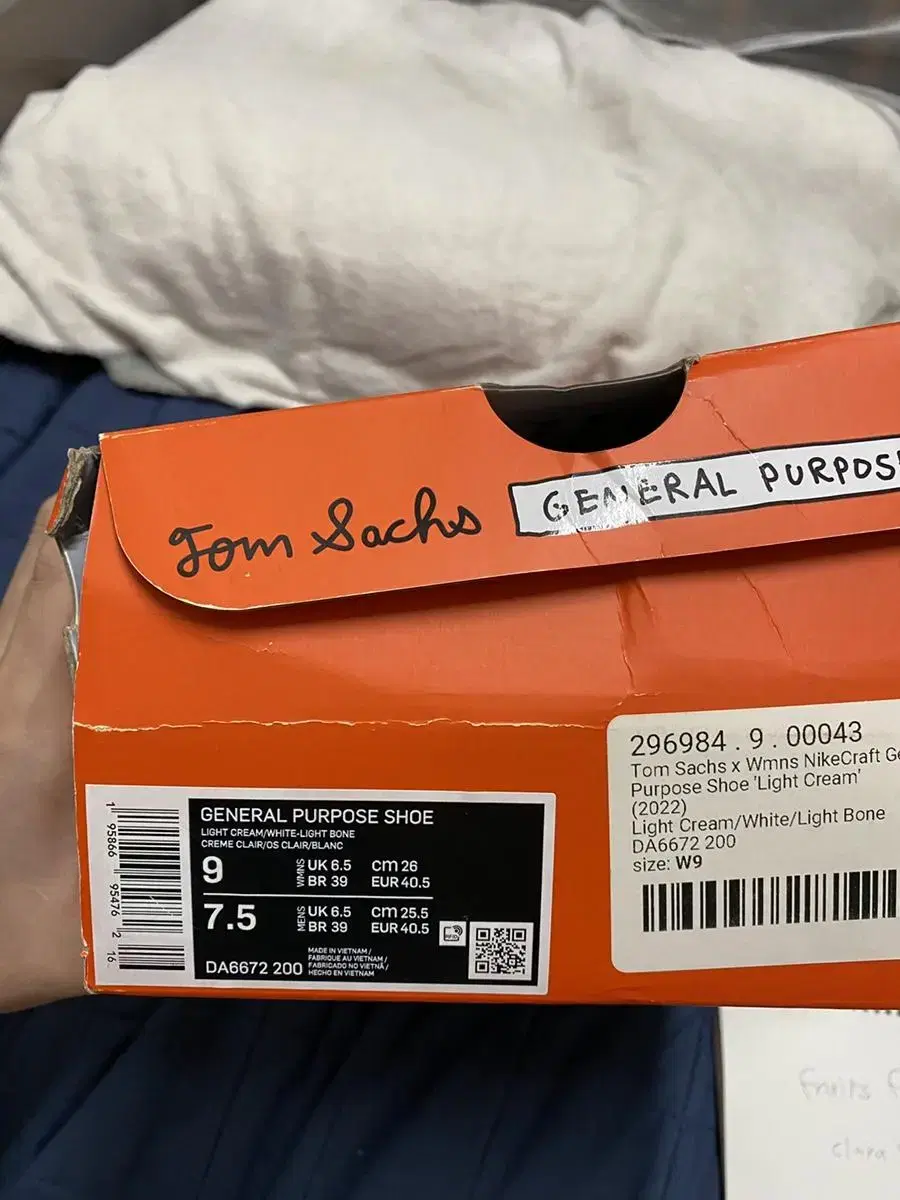 Tom Sachs
GENERAL PURPOS
296984 . 9 . 00043
Tom Sachs x Wmns NikeCraft Ge
Purpose Shoe 'Light Cream'
(2022)
Light Cream/White/Light Bone
DA6672 200
size: W9
GENERAL PURPOSE SHOE
LIGHT CREAM/WHITE-LIGHT BONE
CREME CLAIR/OS CLAIR/BLANC
9 WMNS UK 6.5 cm 26
BR 39 EUR 40.5
7.5 MENS UK 6.5 cm 25.5
BR 39 EUR 40.5
RFID
MADE IN VIETNAM /
FABRIQUE AU VIETNAM /
FABRICADO NO VIETNÃ /
HECHO EN VIETNAM
DA6672 200
1 95866 95476 2 16
Fruits
clara